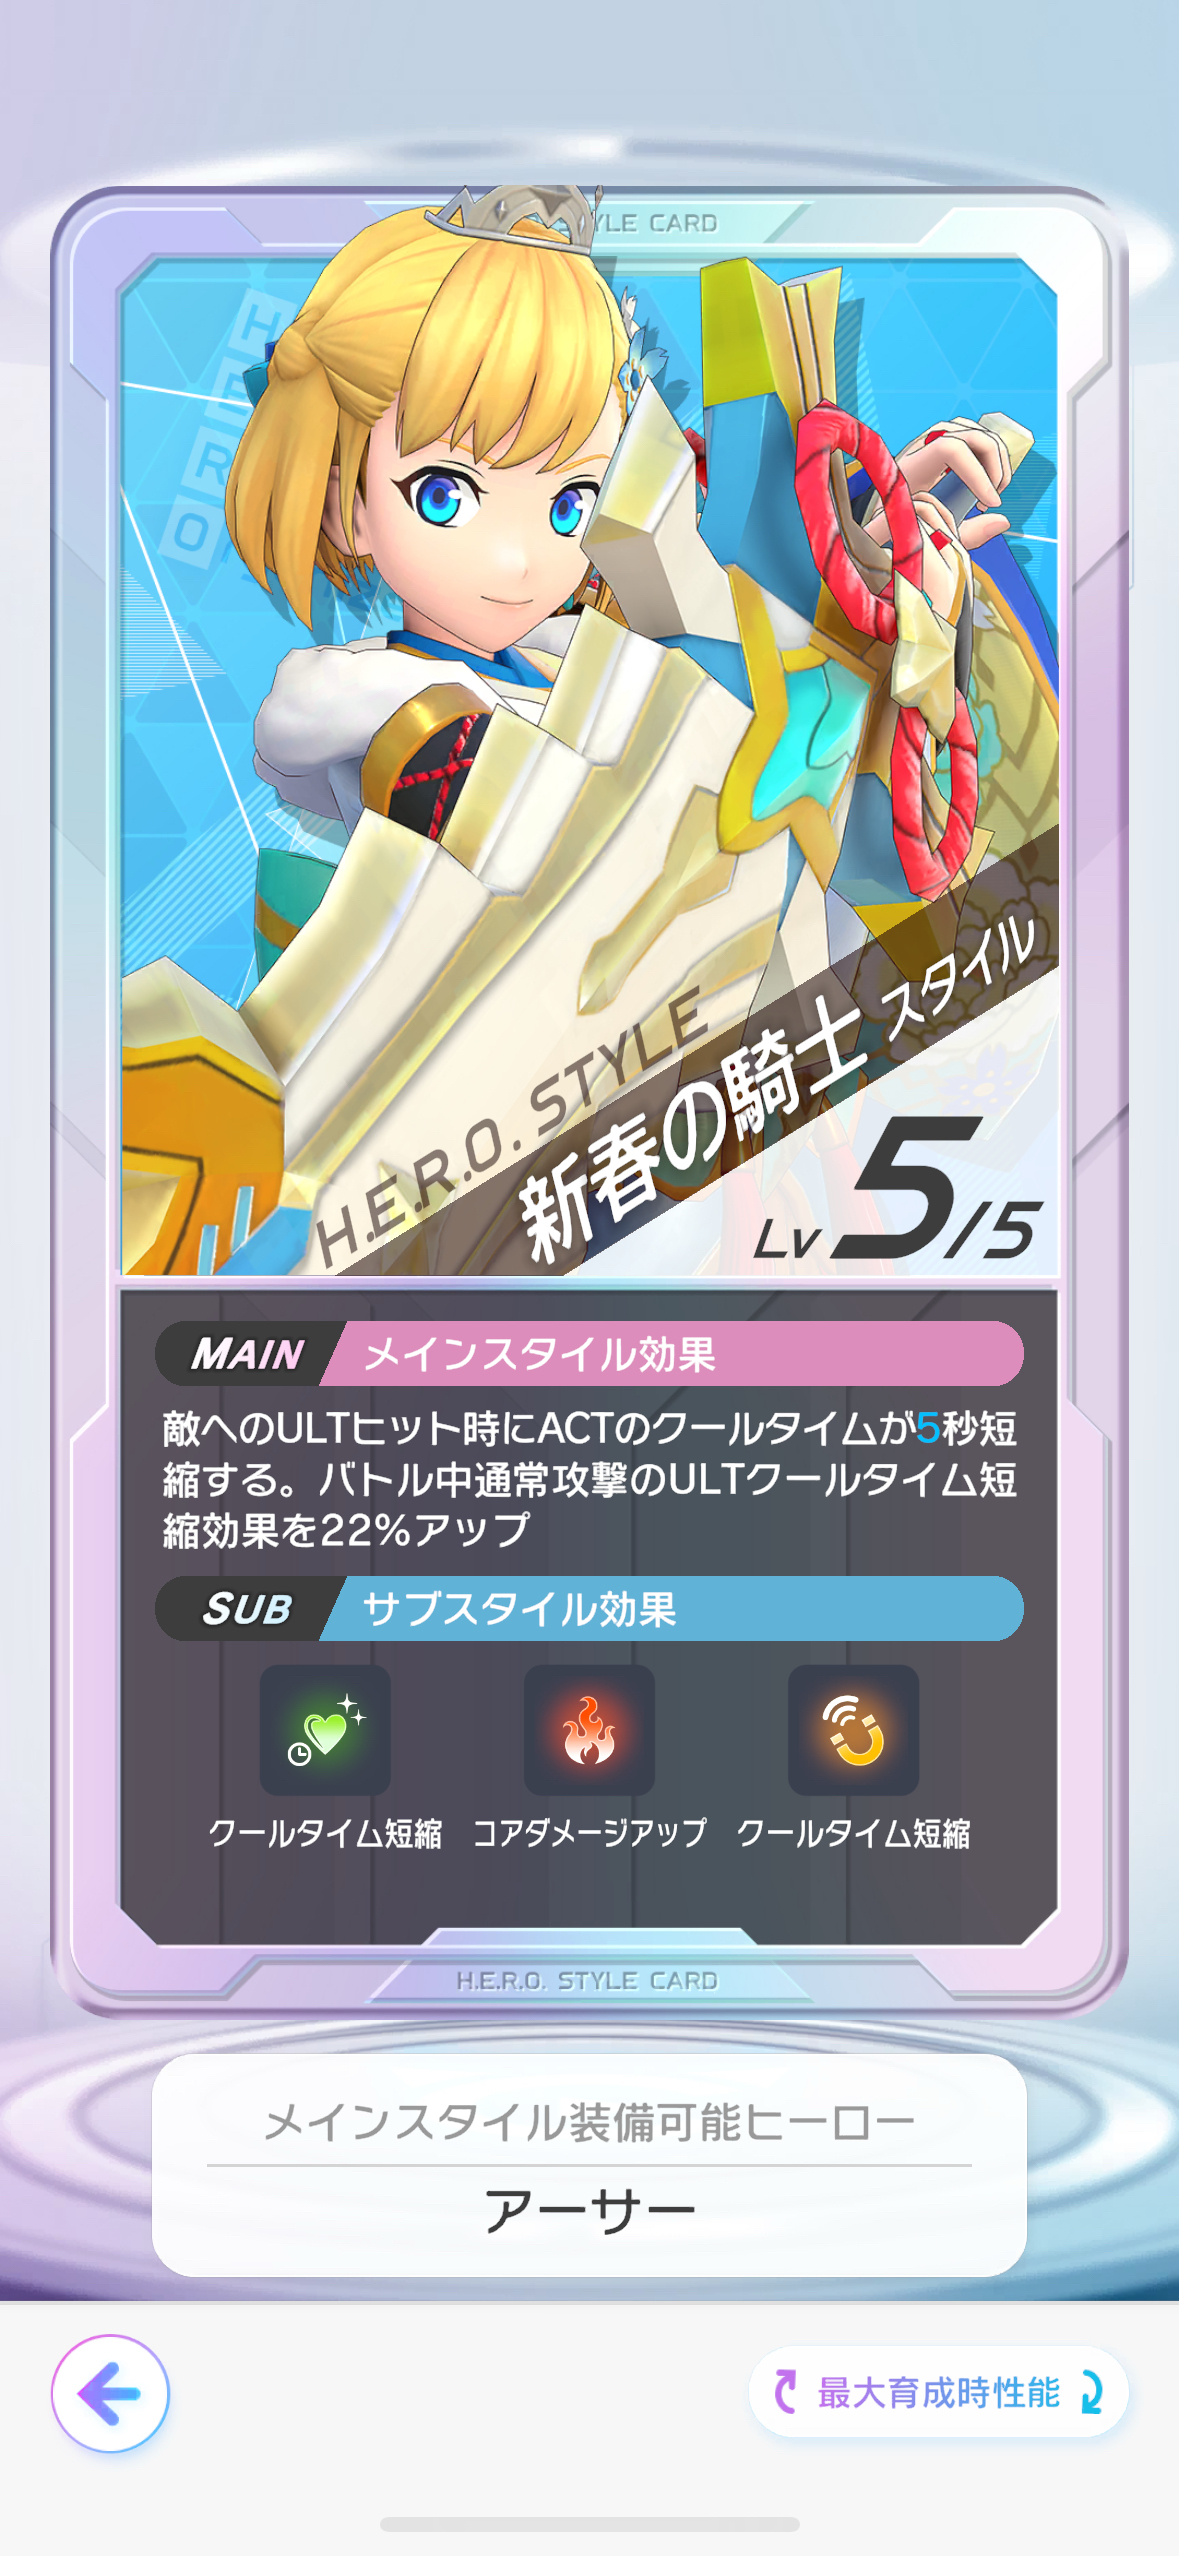 YLE CARD
HERO
H.E.R.O. STYLE
新春の騎士 スタイル
Lv 5/5
MAIN メインスタイル効果
敵へのULTヒット時にACTのクールタイムが5秒短
縮する。バトル中通常攻撃のULTクールタイム短
縮効果を22%アップ
SUB サブスタイル効果
クールタイム短縮 コアダメージアップ クールタイム短縮
H.E.R.O. STYLE CARD
メインスタイル装備可能ヒーロー
アーサー
最大育成時性能